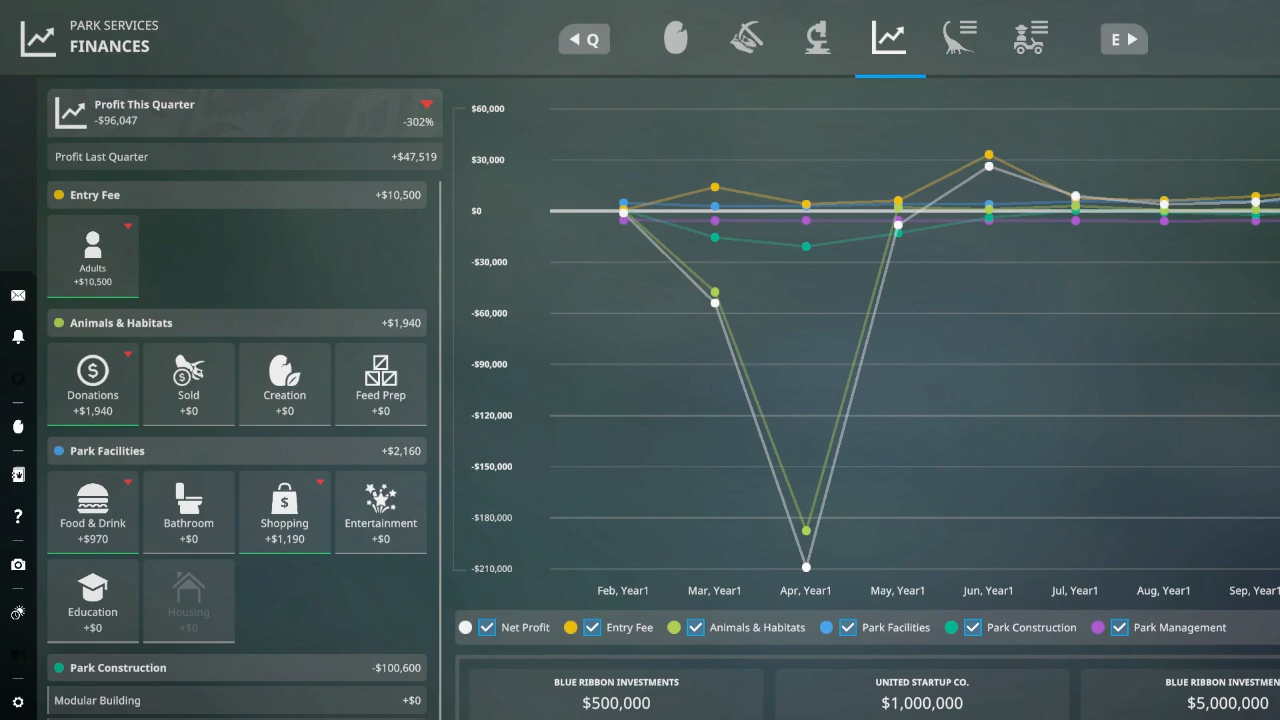 PARK SERVICES
FINANCES
Q
E
Profit This Quarter
-$96,047
-302%
Profit Last Quarter
+$47,519
Entry Fee
+$10,500
Adults
+$10,500
Animals & Habitats
+$1,940
Donations
+$1,940
Sold
+$0
Creation
+$0
Feed Prep
+$0
Park Facilities
+$2,160
Food & Drink
+$970
Bathroom
+$0
Shopping
+$1,190
Entertainment
+$0
Education
+$0
Housing
+$0
Park Construction
-$100,600
Modular Building
+$0
$60,000
$30,000
$0
-$30,000
-$60,000
-$90,000
-$120,000
-$150,000
-$180,000
-$210,000
Feb, Year1
Mar, Year1
Apr, Year1
May, Year1
Jun, Year1
Jul, Year1
Aug, Year1
Sep, Year1
Net Profit
Entry Fee
Animals & Habitats
Park Facilities
Park Construction
Park Management
BLUE RIBBON INVESTMENTS
$500,000
UNITED STARTUP CO.
$1,000,000
BLUE RIBBON INVESTMEN
$5,000,000